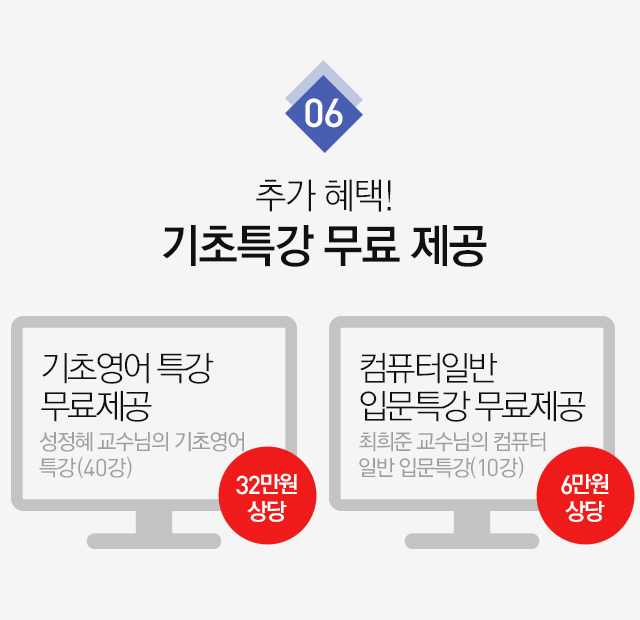 06
추가 혜택!
기초특강 무료 제공
기초영어 특강
무료제공
성정혜 교수님의 기초영어
특강(40강)
32만원
상당
컴퓨터일반
입문특강 무료제공
최희준 교수님의 컴퓨터
일반 입문특강(10강)
6만원
상당